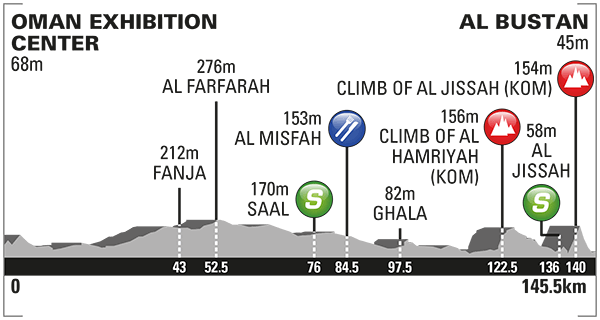 OMAN EXHIBITION
CENTER
68m
AL BUSTAN
45m
276m
AL FARFARAH
212m
FANJA
170m
SAAL
S
153m
AL MISFAH
82m
GHALA
154m
CLIMB OF AL JISSAH (KOM)
156m
CLIMB OF AL
HAMRIYAH
(KOM)
58m
AL
JISSAH
S
43 52.5 76 84.5 97.5 122.5 136 140
0 145.5km